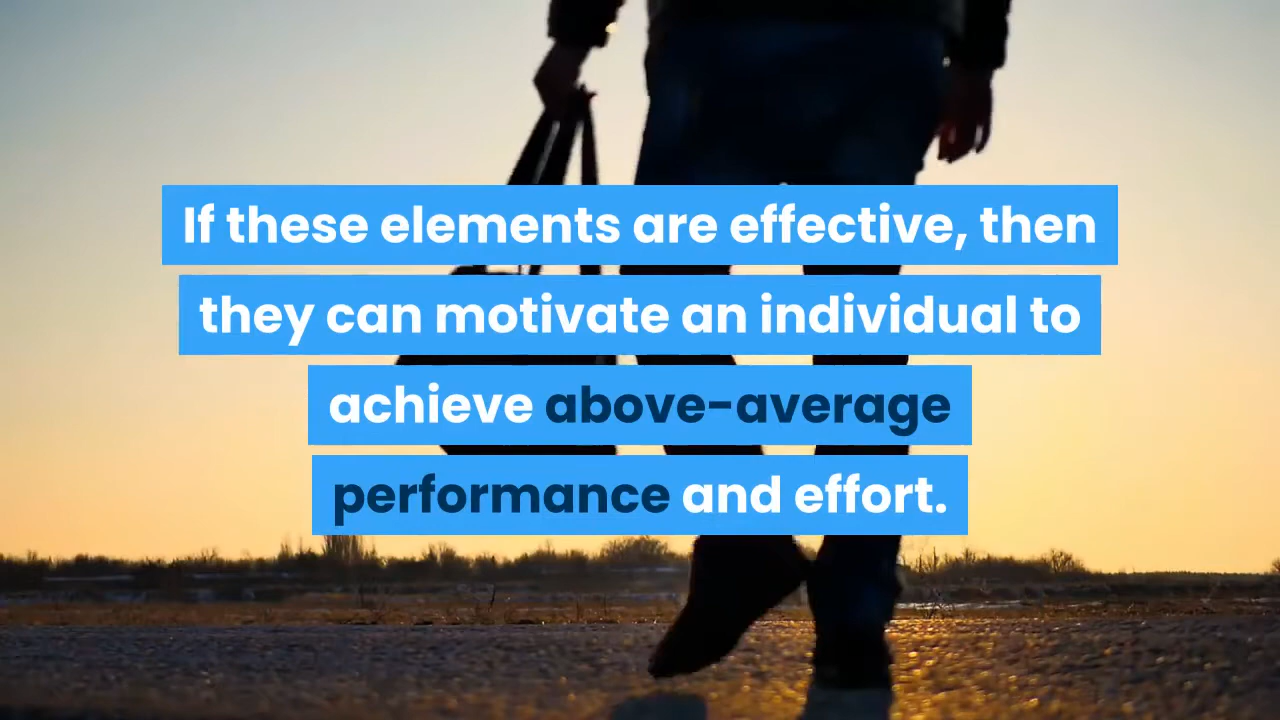 If these elements are effective, then
they can motivate an individual to
achieve above-average
performance and effort.